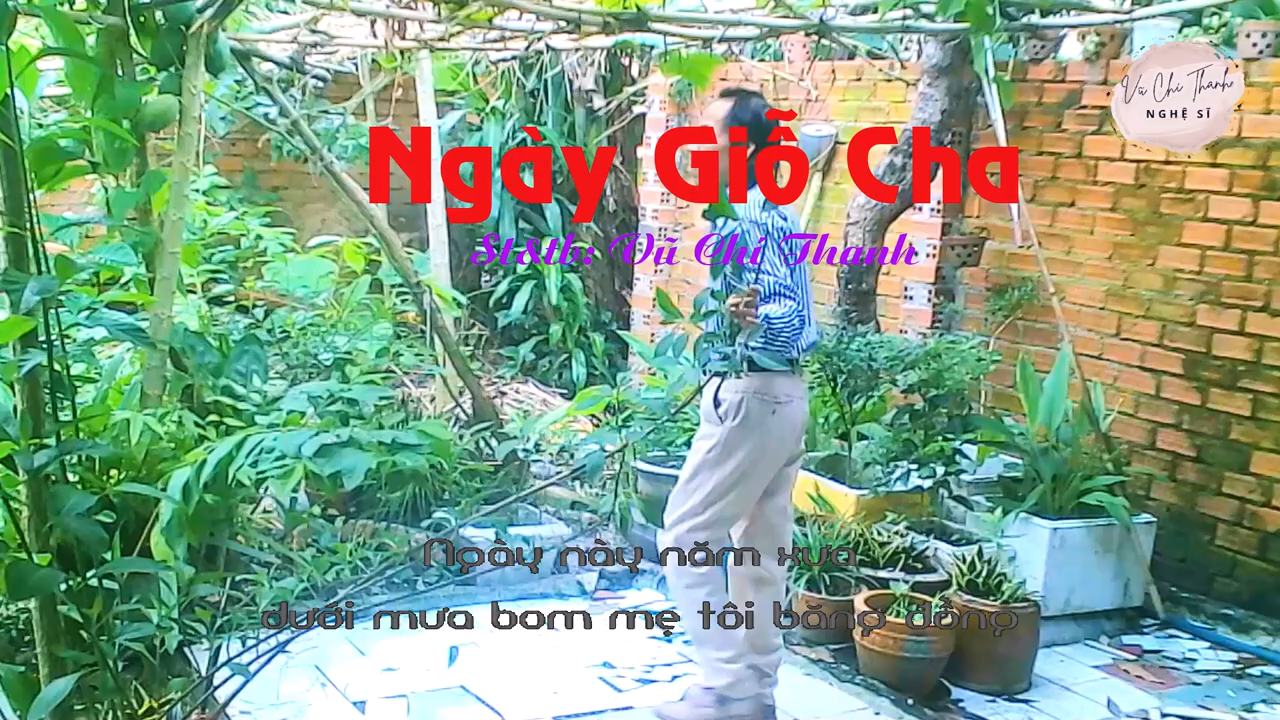 Vũ Chí Thanh
NGHỆ SĨ
Ngày Giỗ Cha
St&tb: Vũ Chí Thanh
Ngày này năm xưa
dưới mưa bom mẹ tôi băng đồng